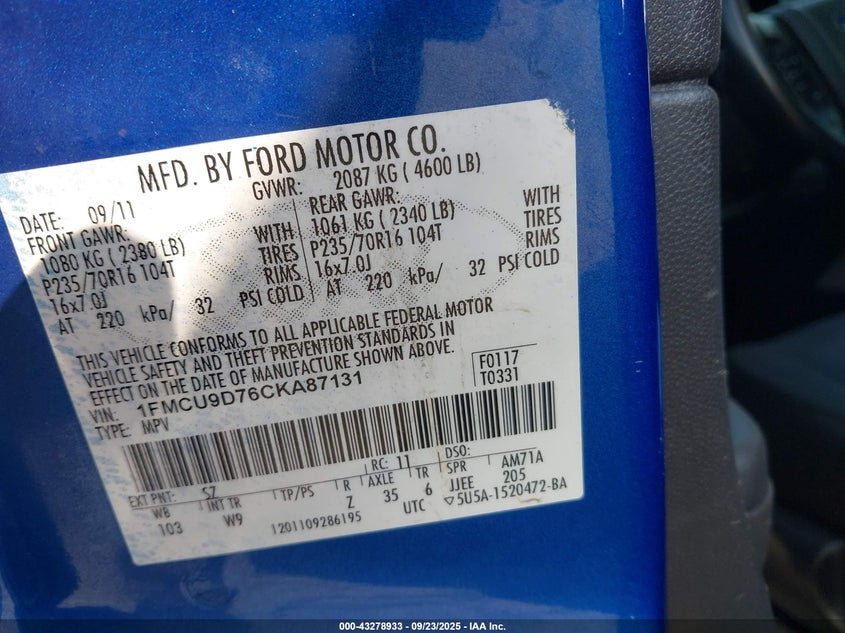 MFD. BY FORD MOTOR CO.
DATE: 09/11
GVWR: 2087 KG ( 4600 LB)
FRONT GAWR:
1080 KG ( 2380 LB) WITH
P235/70R16 104T TIRES
16x7.0J RIMS
AT 220 kPa/ 32 PSI COLD
REAR GAWR:
1061 KG ( 2340 LB) WITH
P235/70R16 104T TIRES
16x7.0J RIMS
AT 220 kPa/ 32 PSI COLD
THIS VEHICLE CONFORMS TO ALL APPLICABLE FEDERAL MOTOR
VEHICLE SAFETY AND THEFT PREVENTION STANDARDS IN
EFFECT ON THE DATE OF MANUFACTURE SHOWN ABOVE.
VIN: 1FMCU9D76CKA87131
TYPE: MPV
F0117
T0331
EXT PNT: SZ RC: 11 DSO:
WB INT TR TP/PS R AXLE TR SPR AM71A
103 W9 Z 35 6 JJEE 205
1201109286195 UTC ▽5U5A-1520472-BA
000-43278933 - 09/23/2025 - IAA Inc.